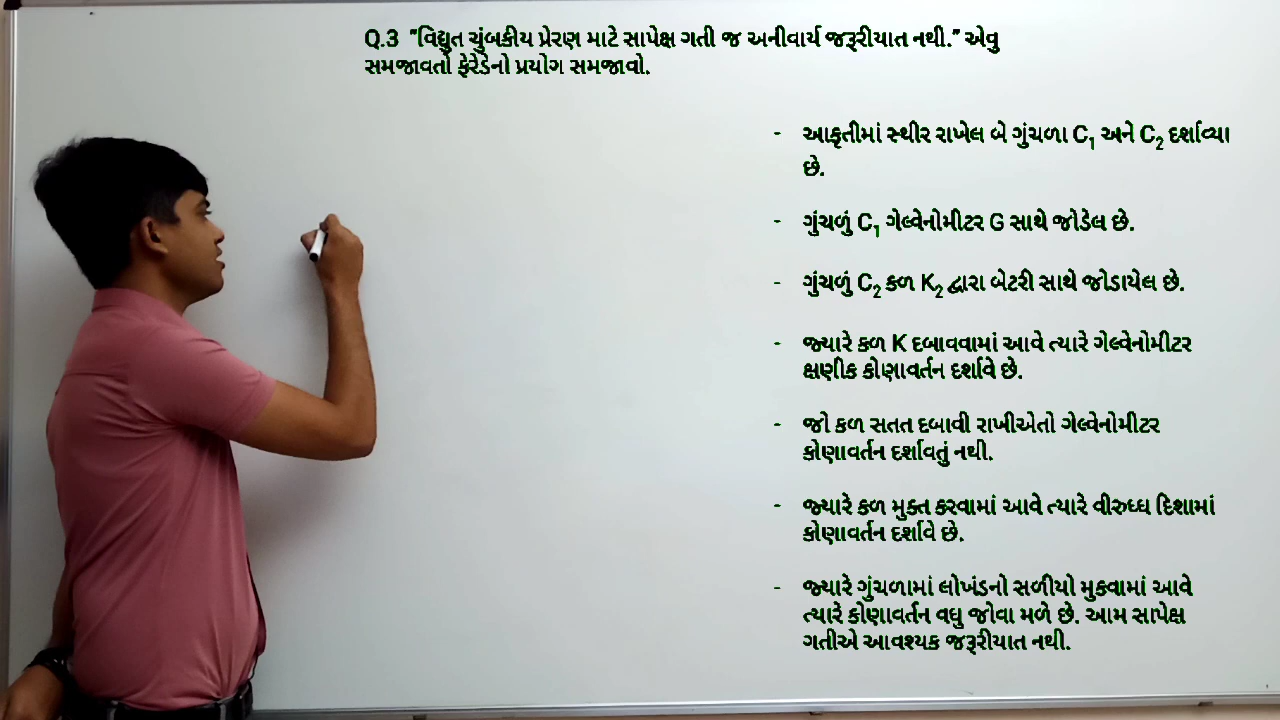 Q.3 "વિદ્યુત ચુંબકીય પ્રેરણ માટે સાપેક્ષ ગતી જ અનીવાર્ય જરૂરીયાત નથી." એવુ
સમજાવતો ફેરેડેનો પ્રયોગ સમજાવો.
- આકૃતીમાં સ્થીર રાખેલ બે ગુંચળા C₁ અને C₂ દર્શાવ્યા
છે.
- ગુંચળું C₁ ગેલ્વેનોમીટર G સાથે જોડેલ છે.
- ગુંચળું C₂ કળ K₂ દ્વારા બેટરી સાથે જોડાયેલ છે.
- જ્યારે કળ K દબાવવામાં આવે ત્યારે ગેલ્વેનોમીટર
ક્ષણીક કોણાવર્તન દર્શાવે છે.
- જો કળ સતત દબાવી રાખીએતો ગેલ્વેનોમીટર
કોણાવર્તન દર્શાવતું નથી.
- જ્યારે કળ મુક્ત કરવામાં આવે ત્યારે વીરુધ્ધ દિશામાં
કોણાવર્તન દર્શાવે છે.
- જ્યારે ગુંચળામાં લોખંડનો સળીયો મુકવામાં આવે
ત્યારે કોણાવર્તન વધુ જોવા મળે છે. આમ સાપેક્ષ
ગતીએ આવશ્યક જરૂરીયાત નથી.